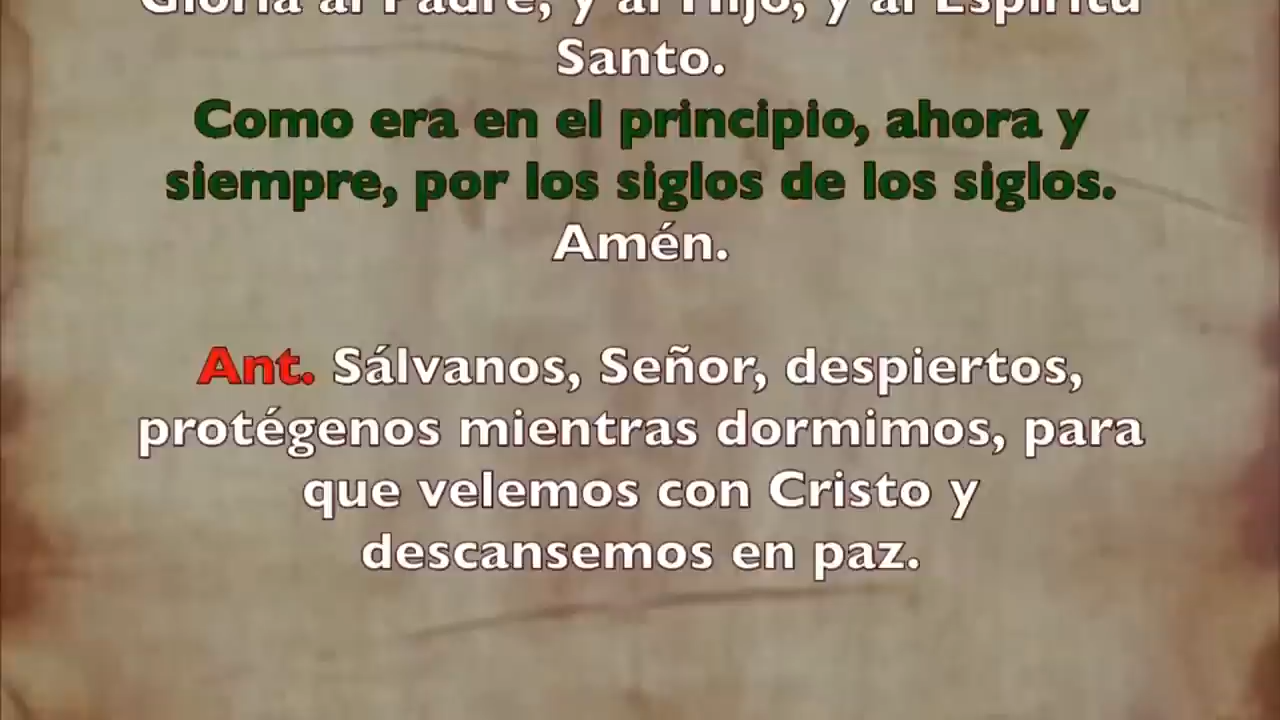 Gloria al Padre, y al Hijo, y al Espíritu
Santo.
Como era en el principio, ahora y
siempre, por los siglos de los siglos.
Amén.
Ant. Sálvanos, Señor, despiertos,
protégenos mientras dormimos, para
que velemos con Cristo y
descansemos en paz.